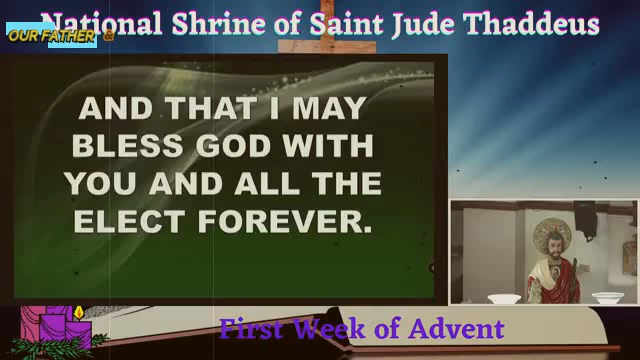 National Shrine of Saint Jude Thaddeus
OUR FATHER &
AND THAT I MAY
BLESS GOD WITH
YOU AND ALL THE
ELECT FOREVER.
First Week of Advent